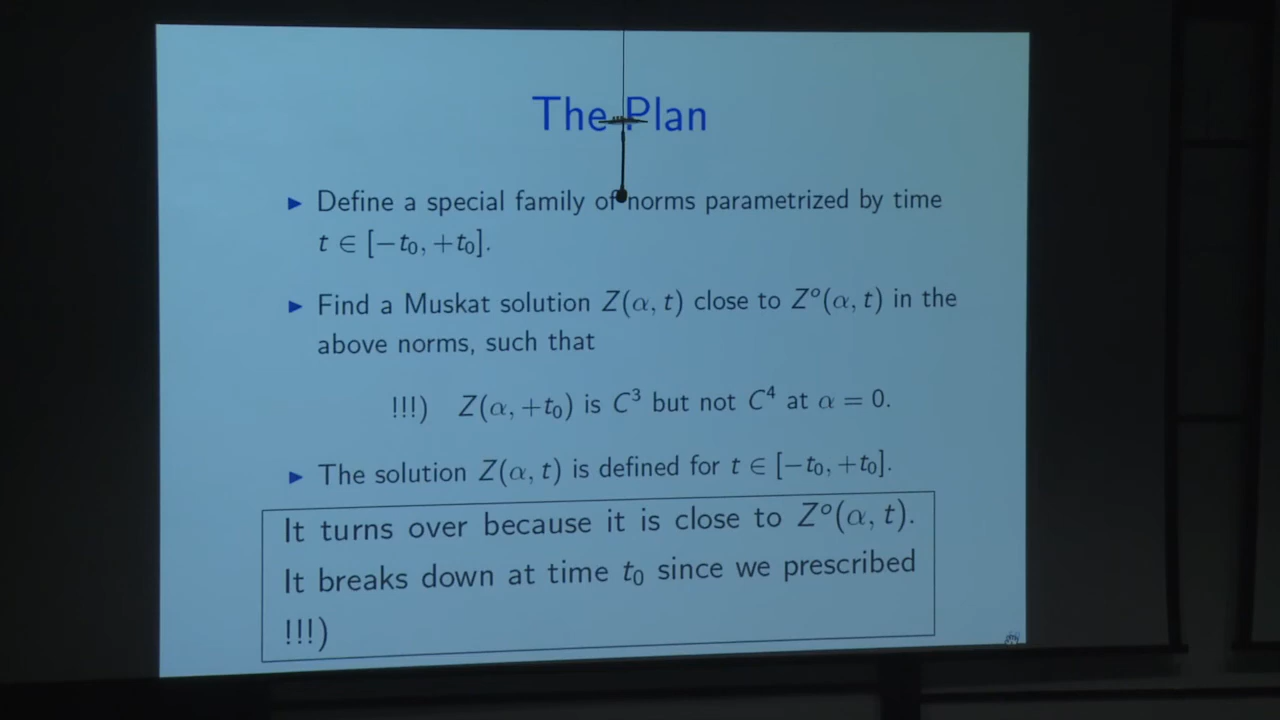 The Plan
▶ Define a special family of norms parametrized by time
t ∈ [−t₀, +t₀].
▶ Find a Muskat solution Z(α, t) close to Z⁰(α, t) in the
above norms, such that
!!!) Z(α, +t₀) is C³ but not C⁴ at α = 0.
▶ The solution Z(α, t) is defined for t ∈ [−t₀, +t₀].
It turns over because it is close to Z⁰(α, t).
It breaks down at time t₀ since we prescribed
!!!)